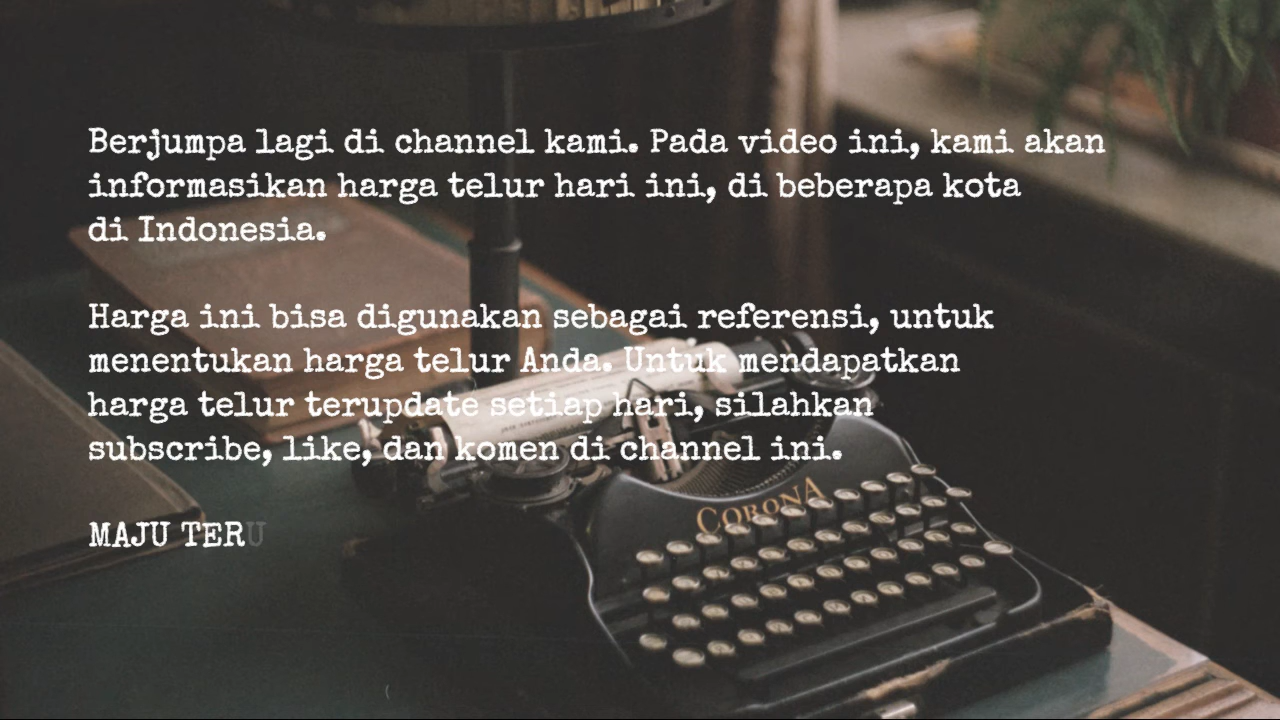 Berjumpa lagi di channel kami. Pada video ini, kami akan
informasikan harga telur hari ini, di beberapa kota
di Indonesia.
Harga ini bisa digunakan sebagai referensi, untuk
menentukan harga telur Anda. Untuk mendapatkan
harga telur terupdate setiap hari, silahkan
subscribe, like, dan komen di channel ini.
MAJU TERU
CORONA